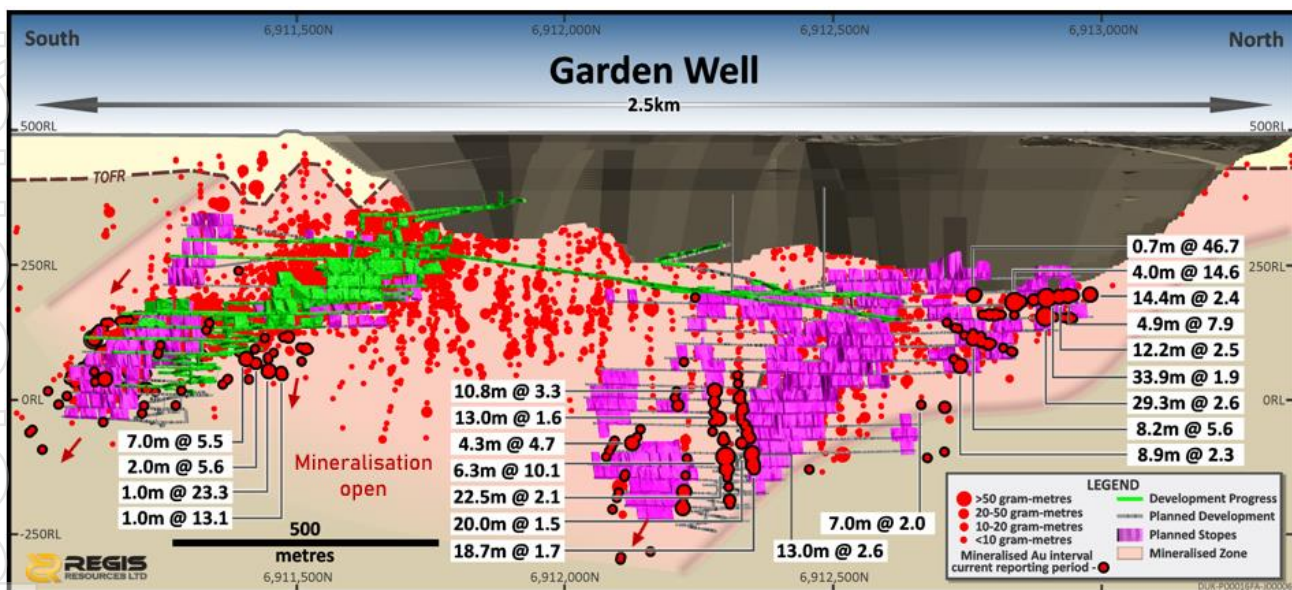 South
6,911,500N
6,912,000N
6,912,500N
6,913,000N
North
Garden Well
2.5km
500RL
500RL
TOFR
250RL
250RL
0RL
0RL
-250RL
0.7m @ 46.7
4.0m @ 14.6
14.4m @ 2.4
4.9m @ 7.9
12.2m @ 2.5
33.9m @ 1.9
29.3m @ 2.6
8.2m @ 5.6
8.9m @ 2.3
10.8m @ 3.3
13.0m @ 1.6
4.3m @ 4.7
6.3m @ 10.1
22.5m @ 2.1
20.0m @ 1.5
18.7m @ 1.7
7.0m @ 5.5
2.0m @ 5.6
1.0m @ 23.3
1.0m @ 13.1
Mineralisation
open
7.0m @ 2.0
13.0m @ 2.6
500
metres
LEGEND
>50 gram-metres
20-50 gram-metres
10-20 gram-metres
<10 gram-metres
Mineralised Au interval
current reporting period -
Development Progress
Planned Development
Planned Stopes
Mineralised Zone
REGIS
RESOURCES LTD
6,911,500N
6,912,000N
6,912,500N
6,913,000N